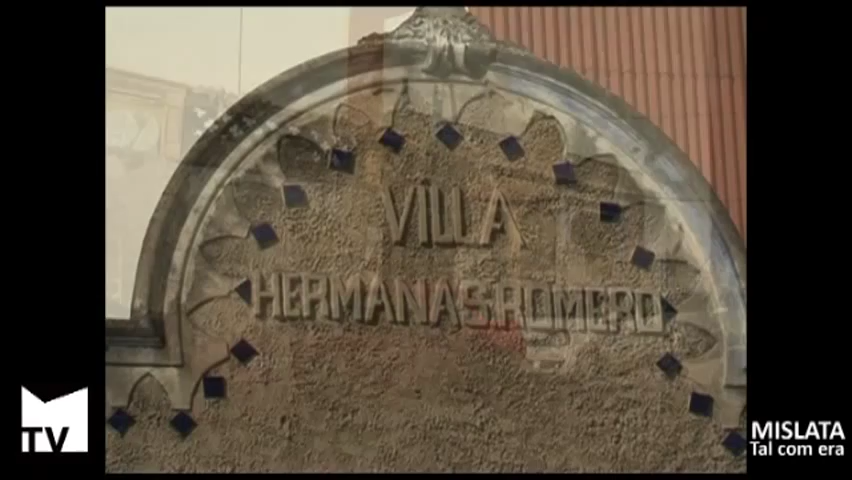 VILLA
HERMANAS.ROMERO
TV
MISLATA
Tal com era